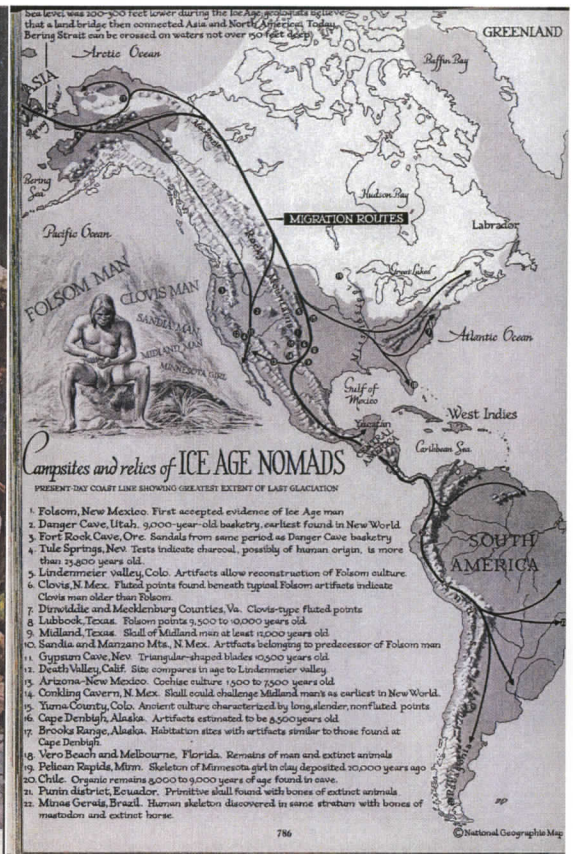 Sea level was 300-500 feet lower during the Ice Age; geologists believe
that a land bridge then connected Asia and North America. Today
Bering Strait can be crossed on waters not over 150 feet deep
GREENLAND
Arctic Ocean
Baffin Bay
ASIA
Bering Sea
Hudson Bay
MIGRATION ROUTES
Pacific Ocean
Labrador
Great Lakes
Rocky Mountains
FOLSOM MAN
CLOVIS MAN
SANDIA MAN
MIDLAND MAN
MINNESOTA GIRL
Atlantic Ocean
Gulf of
Mexico
West Indies
Yucatan
Caribbean Sea
Campsites and relics of ICE AGE NOMADS
PRESENT-DAY COAST LINE SHOWING GREATEST EXTENT OF LAST GLACIATION
SOUTH
AMERICA
1. Folsom, New Mexico. First accepted evidence of Ice Age man
2. Danger Cave, Utah. 9,000-year-old basketry, earliest found in New World
3. Fort Rock Cave, Ore. Sandals from same period as Danger Cave basketry
4. Tule Springs, Nev. Tests indicate charcoal, possibly of human origin, is more
than 23,800 years old.
5. Lindenmeier valley, Colo. Artifacts allow reconstruction of Folsom culture
6. Clovis, N. Mex. Fluted points found beneath typical Folsom artifacts indicate
Clovis man older than Folsom.
7. Dinwiddie and Mecklenburg Counties, Va. Clovis-type fluted points
8. Lubbock, Texas. Folsom points 9,500 to 10,000 years old
9. Midland, Texas. Skull of Midland man at least 12,000 years old
10. Sandia and Manzano Mts., N. Mex. Artifacts belonging to predecessor of Folsom man
11. Gypsum Cave, Nev. Triangular-shaped blades 10,500 years old
12. Death Valley, Calif. Site compares in age to Lindenmeier valley.
13. Arizona-New Mexico. Cochise culture 1,500 to 7,500 years old
14. Conkling Cavern, N. Mex. Skull could challenge Midland man's as earliest in New World.
15. Yuma County, Colo. Ancient culture characterized by long, slender, nonfluted points
16. Cape Denbigh, Alaska. Artifacts estimated to be 8,500 years old
17. Brooks Range, Alaska. Habitation sites with artifacts similar to those found at
Cape Denbigh.
18. Vero Beach and Melbourne, Florida. Remains of man and extinct animals
19. Pelican Rapids, Minn. Skeleton of Minnesota girl in clay deposited 20,000 years ago
20. Chile. Organic remains 8,000 to 9,000 years of age found in cave.
21. Punin district, Ecuador. Primitive skull found with bones of extinct animals
22. Minas Gerais, Brazil. Human skeleton discovered in same stratum with bones of
mastodon and extinct horse.
786
© National Geographic Map